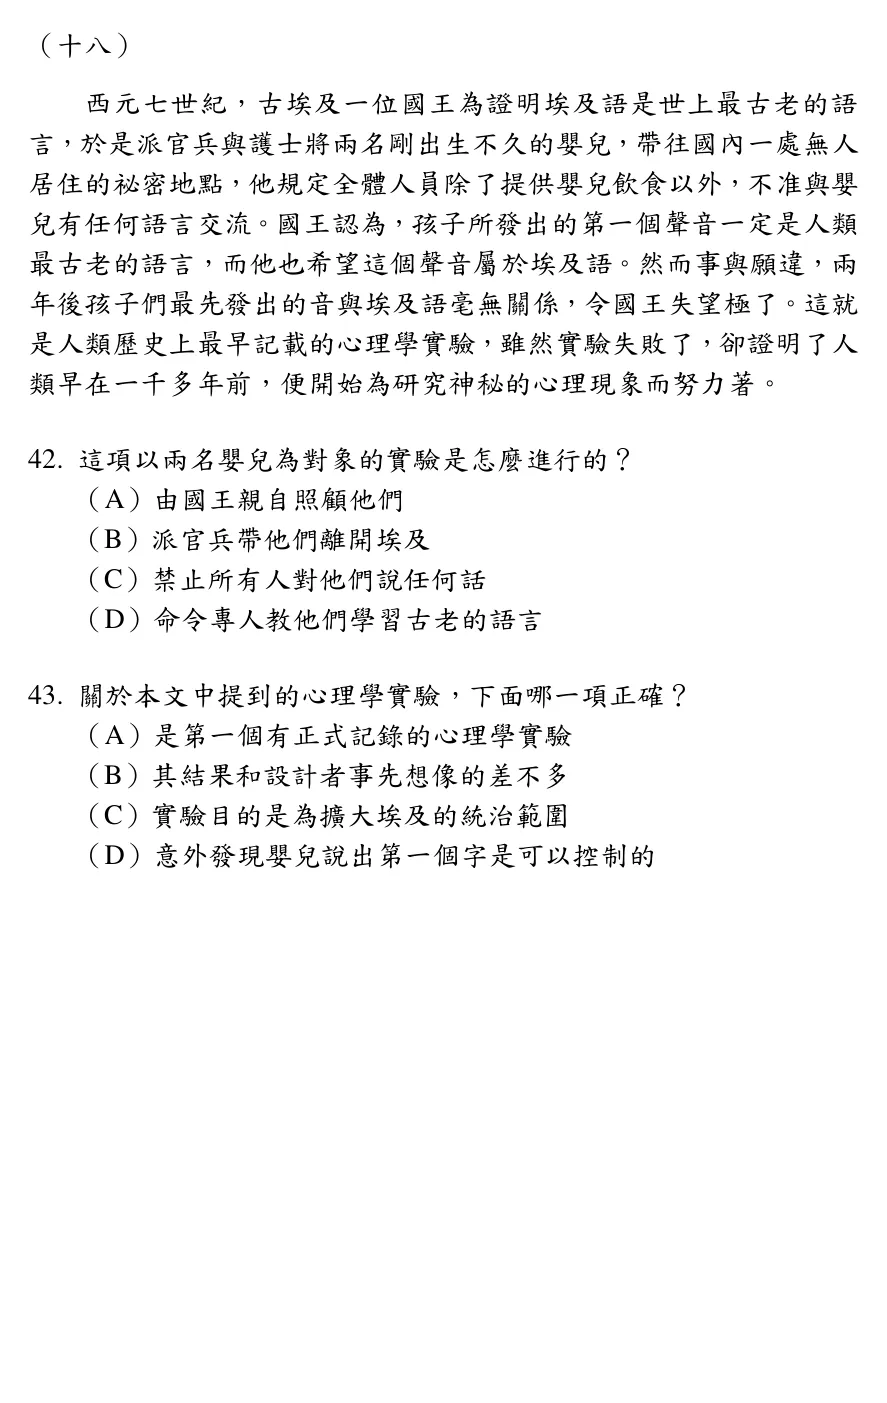 （十八）
西元七世紀，古埃及一位國王為證明埃及語是世上最古老的語
言，於是派官兵與護士將兩名剛出生不久的嬰兒，帶往國內一處無人
居住的祕密地點，他規定全體人員除了提供嬰兒飲食以外，不准與嬰
兒有任何語言交流。國王認為，孩子所發出的第一個聲音一定是人類
最古老的語言，而他也希望這個聲音屬於埃及語。然而事與願違，兩
年後孩子們最先發出的音與埃及語毫無關係，令國王失望極了。這就
是人類歷史上最早記載的心理學實驗，雖然實驗失敗了，卻證明了人
類早在一千多年前，便開始為研究神秘的心理現象而努力著。
42. 這項以兩名嬰兒為對象的實驗是怎麼進行的？
（A）由國王親自照顧他們
（B）派官兵帶他們離開埃及
（C）禁止所有人對他們說任何話
（D）命令專人教他們學習古老的語言
43. 關於本文中提到的心理學實驗，下面哪一項正確？
（A）是第一個有正式記錄的心理學實驗
（B）其結果和設計者事先想像的差不多
（C）實驗目的是為擴大埃及的統治範圍
（D）意外發現嬰兒說出第一個字是可以控制的